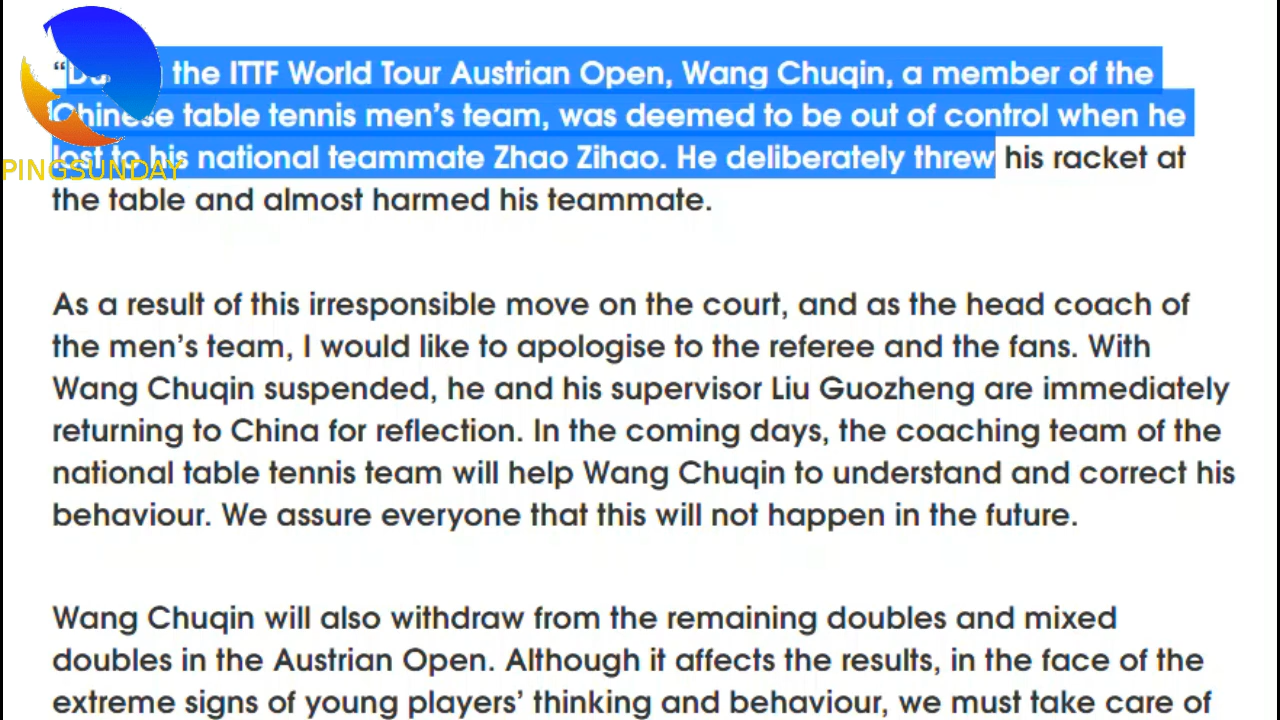 “During the ITTF World Tour Austrian Open, Wang Chuqin, a member of the
Chinese table tennis men’s team, was deemed to be out of control when he
lost to his national teammate Zhao Zihao. He deliberately threw his racket at
the table and almost harmed his teammate.
As a result of this irresponsible move on the court, and as the head coach of
the men’s team, I would like to apologise to the referee and the fans. With
Wang Chuqin suspended, he and his supervisor Liu Guozheng are immediately
returning to China for reflection. In the coming days, the coaching team of the
national table tennis team will help Wang Chuqin to understand and correct his
behaviour. We assure everyone that this will not happen in the future.
Wang Chuqin will also withdraw from the remaining doubles and mixed
doubles in the Austrian Open. Although it affects the results, in the face of the
extreme signs of young players’ thinking and behaviour, we must take care of
PINGSUNDAY